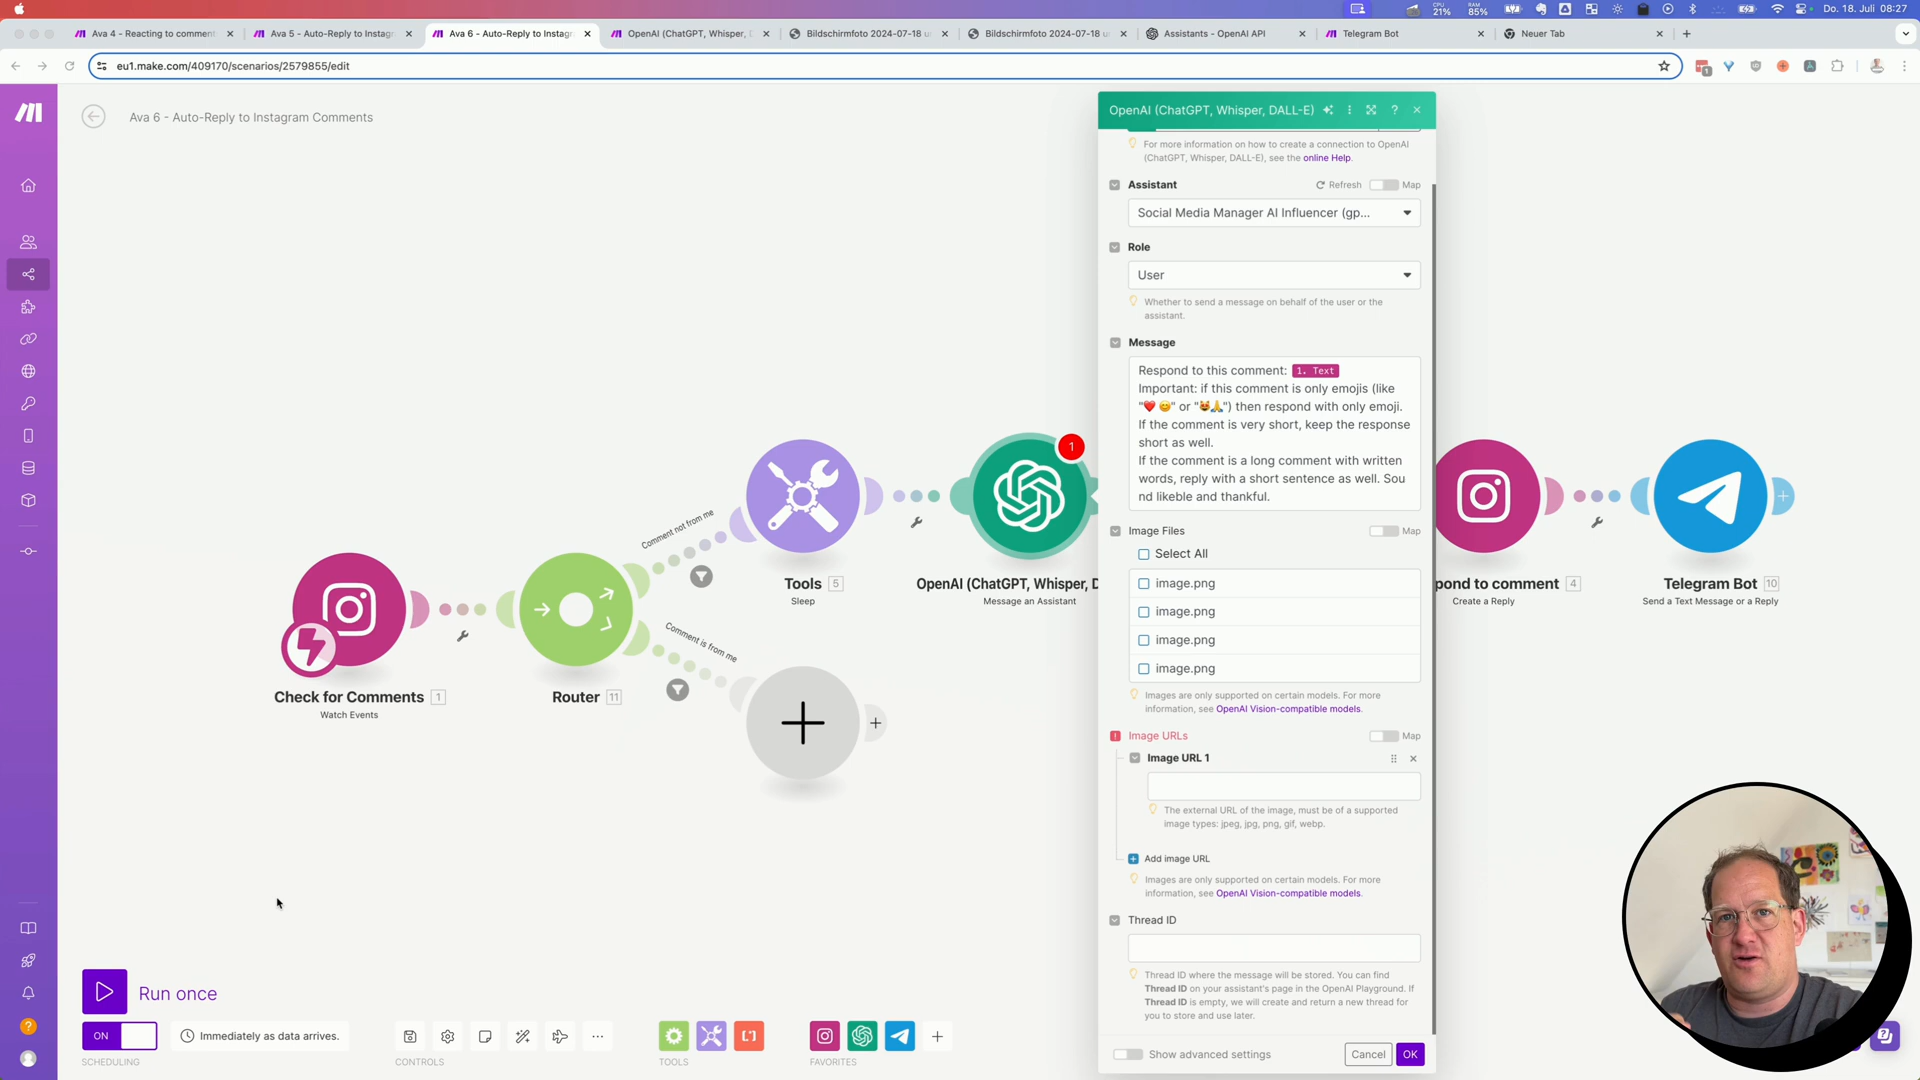 CPU
21%
RAM
85%
Do. 18. Juli 08:27
Ava 4 - Reacting to comment
Ava 5 - Auto-Reply to Instag
Ava 6 - Auto-Reply to Instag
OpenAI (ChatGPT, Whisper, D
Bildschirmfoto 2024-07-18 u
Bildschirmfoto 2024-07-18 u
Assistants - OpenAI API
Telegram Bot
Neuer Tab
eu1.make.com/409170/scenarios/2579855/edit
1
Ava 6 - Auto-Reply to Instagram Comments
OpenAI (ChatGPT, Whisper, DALL-E)
For more information on how to create a connection to OpenAI
(ChatGPT, Whisper, DALL-E), see the online Help.
Assistant
Refresh
Map
Social Media Manager AI Influencer (gp...
Role
User
Whether to send a message on behalf of the user or the
assistant.
Message
Respond to this comment: 1. Text
Important: if this comment is only emojis (like
"❤️ 😊" or "😻🙏") then respond with only emoji.
If the comment is very short, keep the response
short as well.
If the comment is a long comment with written
words, reply with a short sentence as well. Sou
nd likeble and thankful.
Image Files
Map
Select All
image.png
image.png
image.png
image.png
Images are only supported on certain models. For more
information, see OpenAI Vision-compatible models.
Image URLs
Map
Image URL 1
The external URL of the image, must be of a supported
image types: jpeg, jpg, png, gif, webp.
Add image URL
Images are only supported on certain models. For more
information, see OpenAI Vision-compatible models.
Thread ID
Thread ID where the message will be stored. You can find
Thread ID on your assistant's page in the OpenAI Playground. If
Thread ID is empty, we will create and return a new thread for
you to store and use later.
Show advanced settings
Cancel
OK
Check for Comments 1
Watch Events
Router 11
Comment not from me
Comment is from me
Tools 5
Sleep
1
OpenAI (ChatGPT, Whisper, D
Message an Assistant
pond to comment 4
Create a Reply
Telegram Bot 10
Send a Text Message or a Reply
Run once
ON
Immediately as data arrives.
SCHEDULING
CONTROLS
TOOLS
FAVORITES